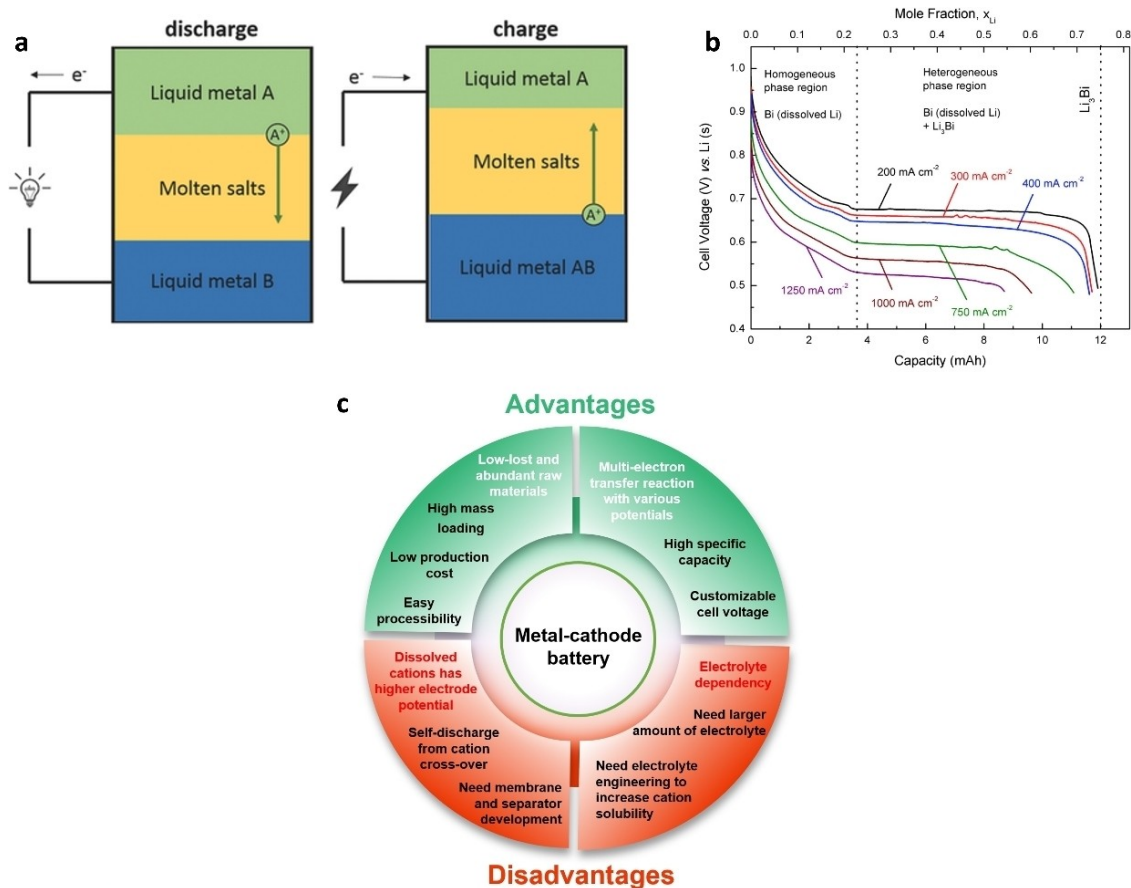 a
discharge
charge
e-
Liquid metal A
A+
Molten salts
Liquid metal B
e-
Liquid metal A
Molten salts
A+
Liquid metal AB
b
Mole Fraction, xLi
0.0 0.1 0.2 0.3 0.4 0.5 0.6 0.7 0.8
1.0
0.9
0.8
0.7
0.6
0.5
0.4
Cell Voltage (V) vs. Li (s)
Homogeneous
phase region
Bi (dissolved Li)
Heterogeneous
phase region
Bi (dissolved Li)
+ Li3Bi
Li3Bi
200 mA cm-2
300 mA cm-2
400 mA cm-2
1250 mA cm-2
1000 mA cm-2
750 mA cm-2
0 2 4 6 8 10 12
Capacity (mAh)
c
Advantages
Low-lost and
abundant raw
materials
High mass
loading
Low production
cost
Easy
processibility
Multi-electron
transfer reaction
with various
potentials
High specific
capacity
Customizable
cell voltage
Metal-cathode
battery
Dissolved
cations has
higher electrode
potential
Self-discharge
from cation
cross-over
Need membrane
and separator
development
Electrolyte
dependency
Need larger
amount of electrolyte
Need electrolyte
engineering to
increase cation
solubility
Disadvantages